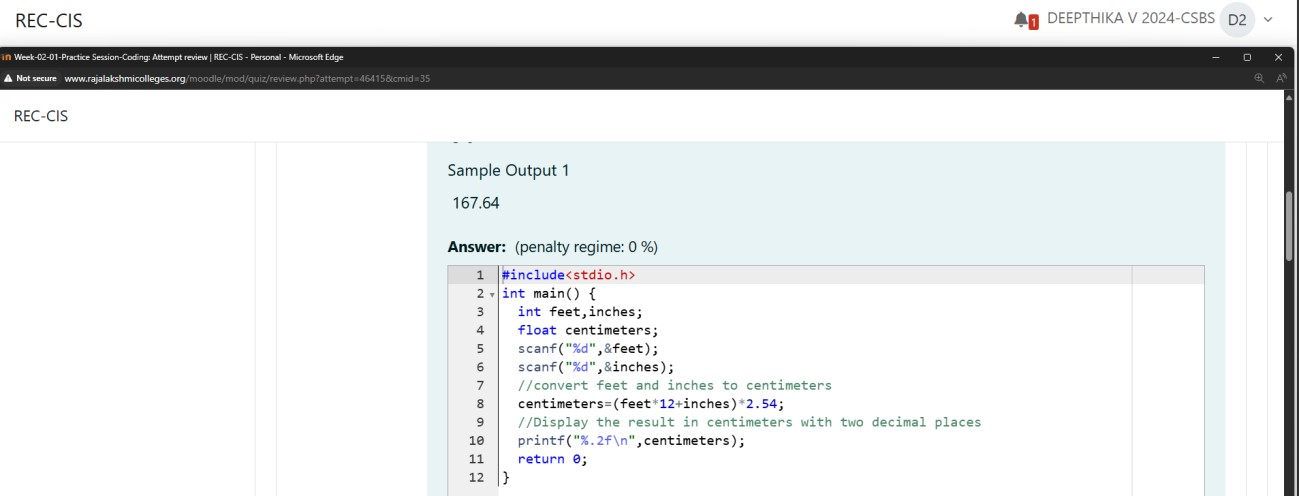 REC-CIS
1 DEEPTHIKA V 2024-CSBS D2
Week-02-01-Practice Session-Coding: Attempt review | REC-CIS - Personal - Microsoft Edge
Not secure www.rajalakshmicolleges.org/moodle/mod/quiz/review.php?attempt=46415&cmid=35
REC-CIS
Sample Output 1
167.64
Answer: (penalty regime: 0 %)
1 #include<stdio.h>
2 int main() {
3 int feet,inches;
4 float centimeters;
5 scanf("%d",&feet);
6 scanf("%d",&inches);
7 //convert feet and inches to centimeters
8 centimeters=(feet*12+inches)*2.54;
9 //Display the result in centimeters with two decimal places
10 printf("%.2f\n",centimeters);
11 return 0;
12 }